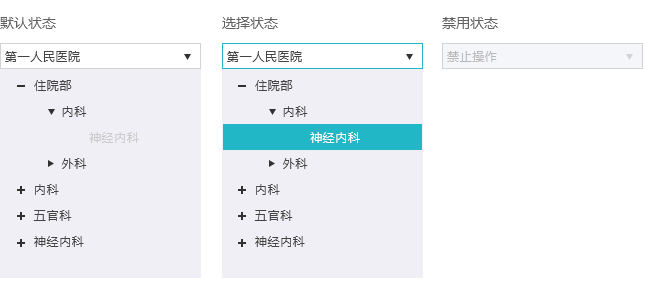 默认状态
第一人民医院
住院部
内科
神经内科
外科
内科
五官科
神经内科
选择状态
第一人民医院
住院部
内科
神经内科
外科
内科
五官科
神经内科
禁用状态
禁止操作